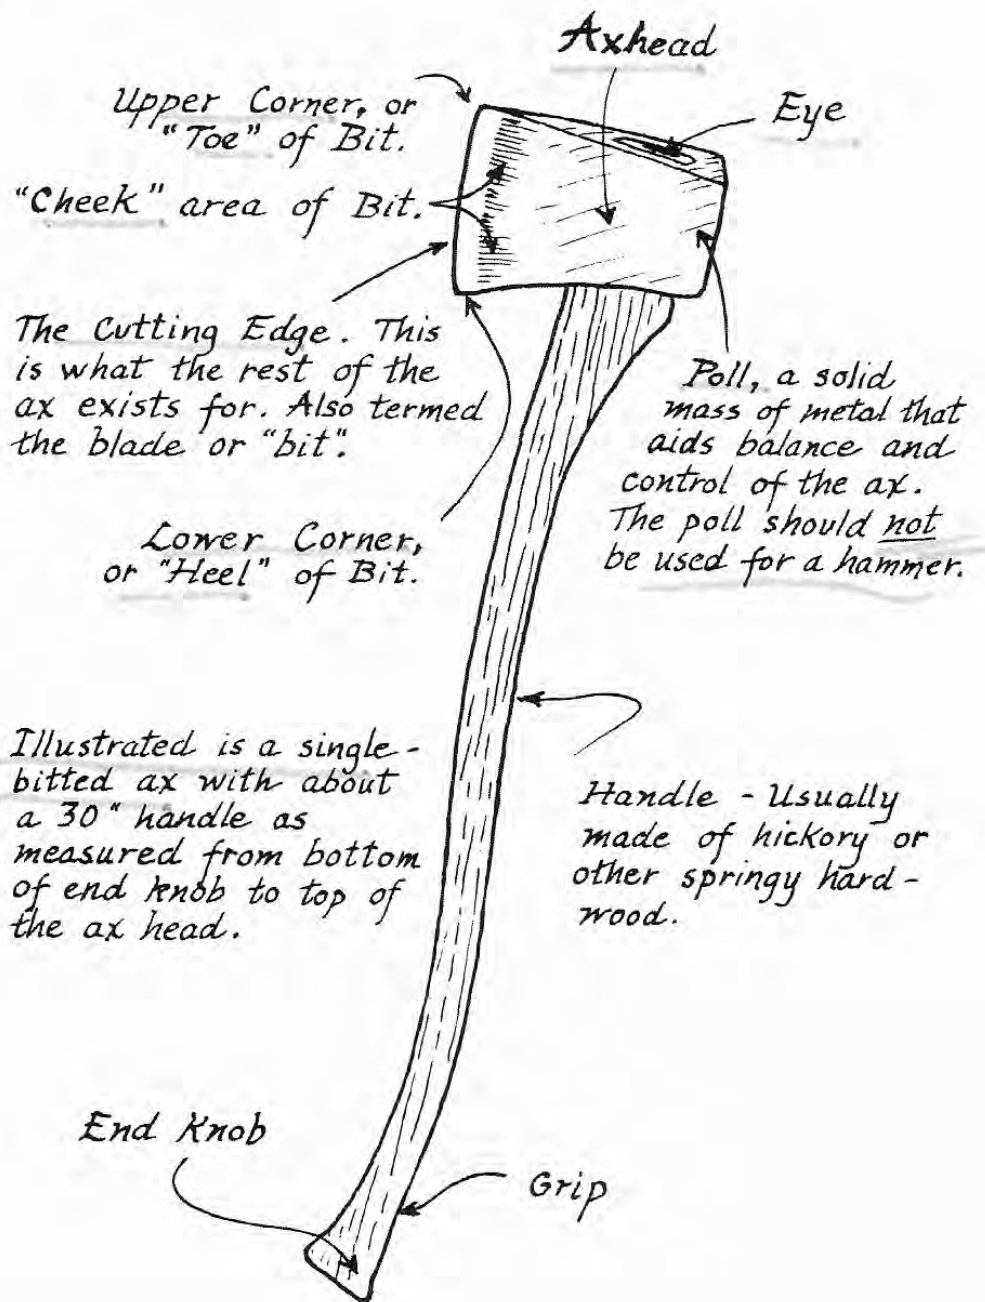 Axhead
Upper Corner, or
"Toe" of Bit.
Eye
"Cheek" area of Bit.
The Cutting Edge. This
is what the rest of the
ax exists for. Also termed
the blade or "bit".
Poll, a solid
mass of metal that
aids balance and
control of the ax.
The poll should not
be used for a hammer.
Lower Corner,
or "Heel" of Bit.
Illustrated is a single-
bitted ax with about
a 30" handle as
measured from bottom
of end knob to top of
the ax head.
Handle - Usually
made of hickory or
other springy hard-
wood.
End Knob
Grip